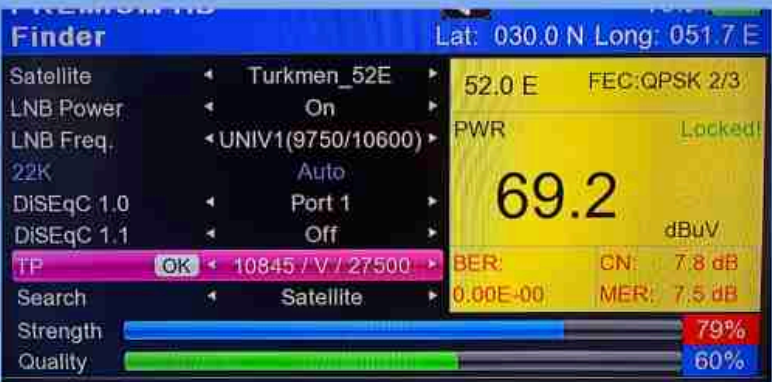 Finder
Lat: 030.0 N Long: 051.7 E
Satellite Turkmen_52E
LNB Power On
LNB Freq. UNIV1(9750/10600)
22K Auto
DiSEqC 1.0 Port 1
DiSEqC 1.1 Off
TP OK 10845 / V / 27500
Search Satellite
52.0 E FEC:QPSK 2/3
PWR Locked!
69.2
dBuV
BER: CN: 7.8 dB
0.00E-00 MER: 7.5 dB
Strength 79%
Quality 60%